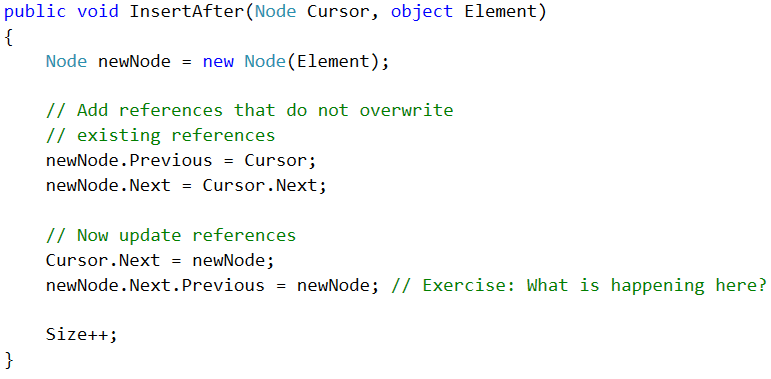 public void InsertAfter(Node Cursor, object Element)
{
    Node newNode = new Node(Element);

    // Add references that do not overwrite
    // existing references
    newNode.Previous = Cursor;
    newNode.Next = Cursor.Next;

    // Now update references
    Cursor.Next = newNode;
    newNode.Next.Previous = newNode; // Exercise: What is happening here?

    Size++;
}